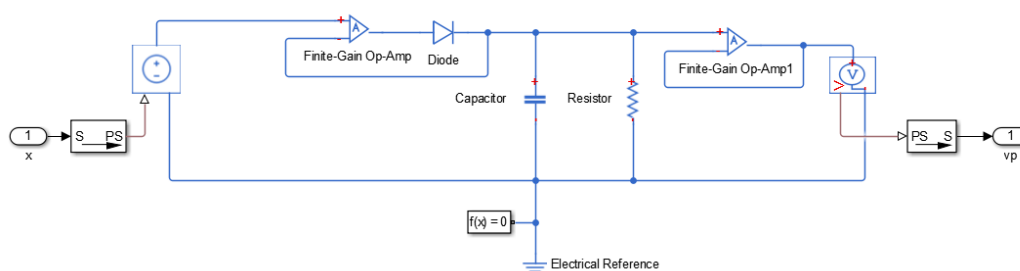 A
Finite-Gain Op-Amp
Diode
A
Finite-Gain Op-Amp1
V
V
Capacitor
Resistor
1
x
S PS
PS S
1
vp
f(x) = 0
Electrical Reference